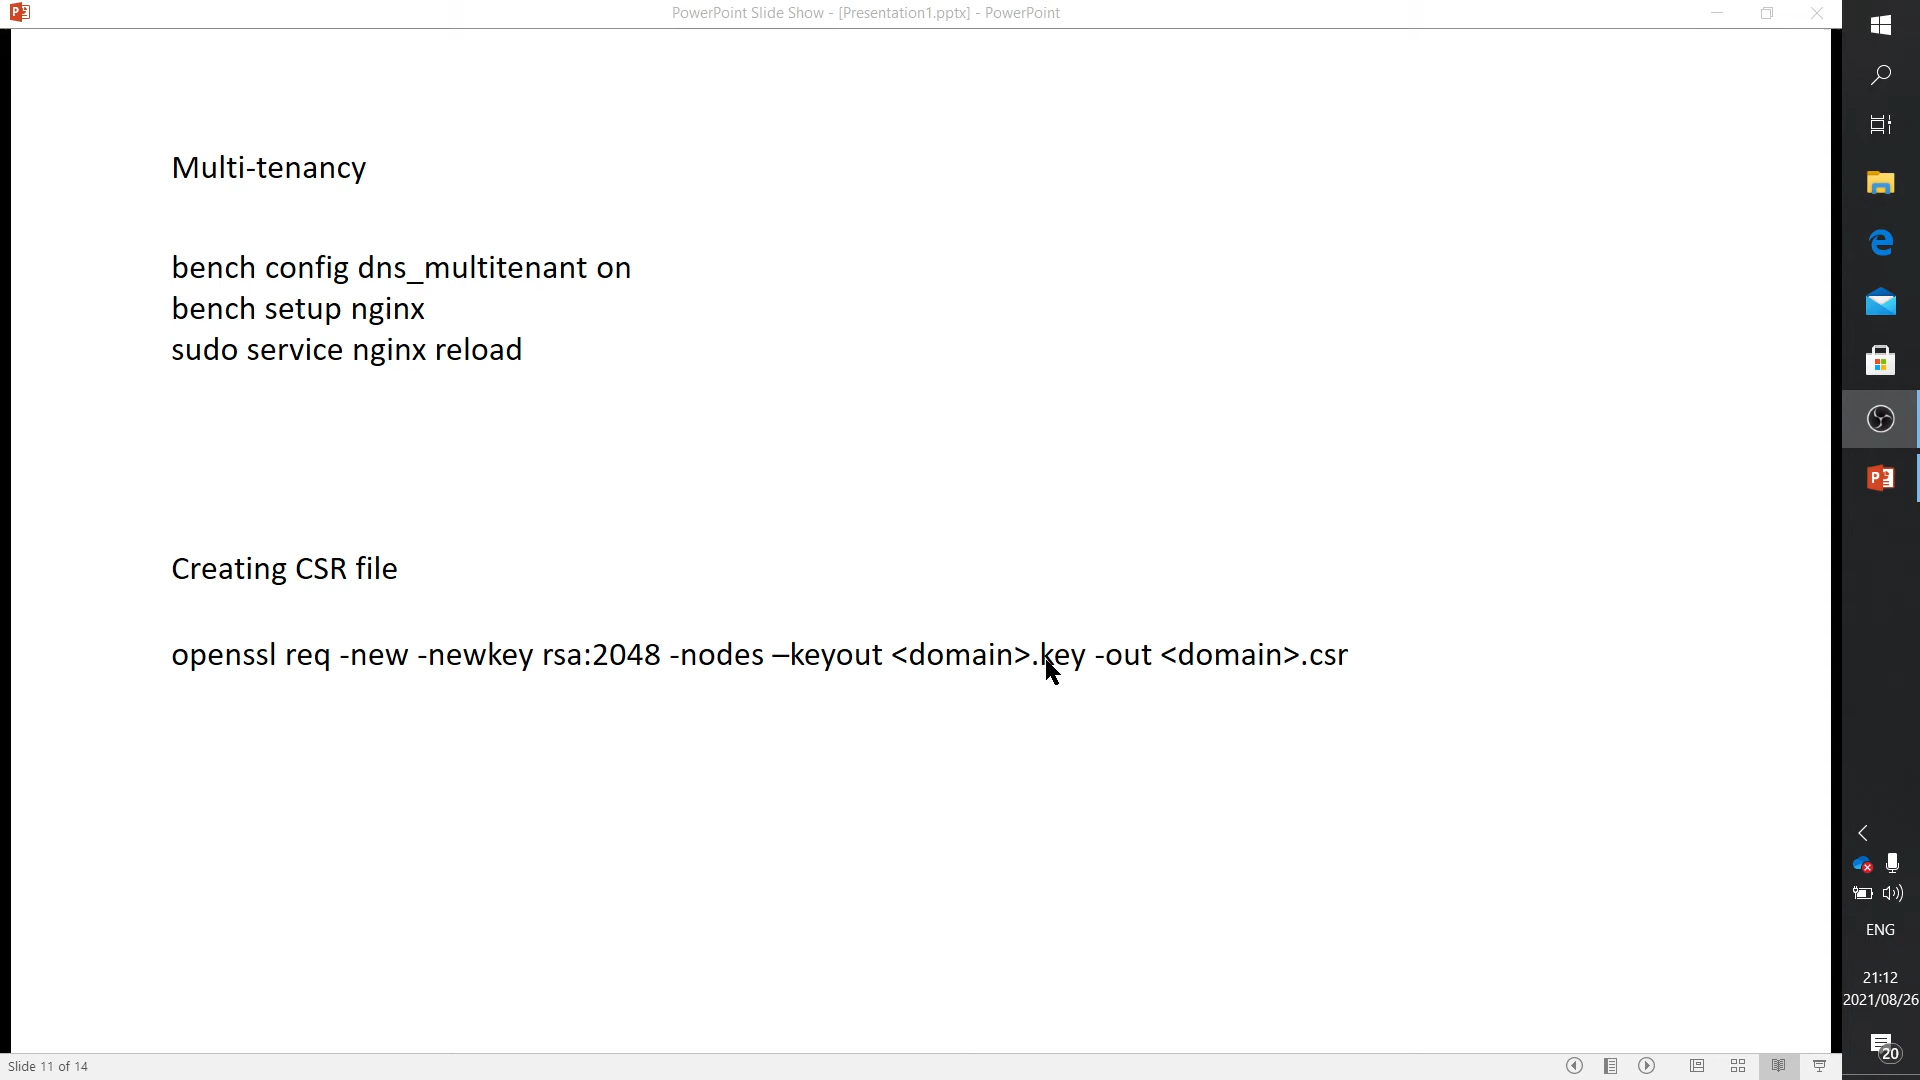 PowerPoint Slide Show - [Presentation1.pptx] - PowerPoint
Multi-tenancy
bench config dns_multitenant on
bench setup nginx
sudo service nginx reload
Creating CSR file
openssl req -new -newkey rsa:2048 -nodes –keyout <domain>.key -out <domain>.csr
ENG
21:12
2021/08/26
20
Slide 11 of 14